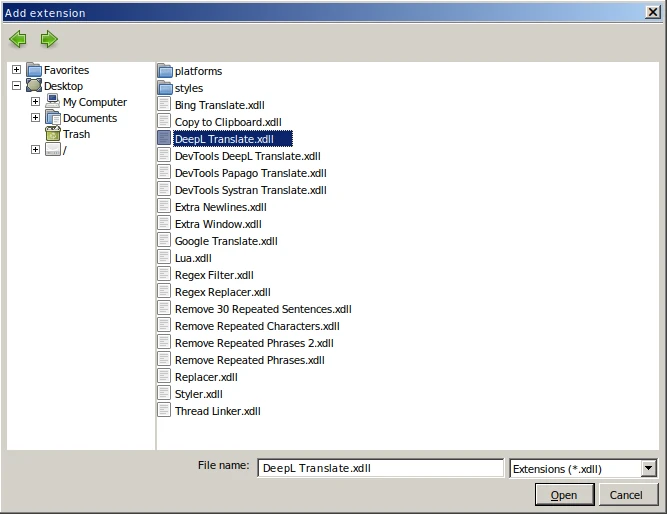 Add extension
Favorites
Desktop
My Computer
Documents
Trash
/
platforms
styles
Bing Translate.xdll
Copy to Clipboard.xdll
DeepL Translate.xdll
DevTools DeepL Translate.xdll
DevTools Papago Translate.xdll
DevTools Systran Translate.xdll
Extra Newlines.xdll
Extra Window.xdll
Google Translate.xdll
Lua.xdll
Regex Filter.xdll
Regex Replacer.xdll
Remove 30 Repeated Sentences.xdll
Remove Repeated Characters.xdll
Remove Repeated Phrases 2.xdll
Remove Repeated Phrases.xdll
Replacer.xdll
Styler.xdll
Thread Linker.xdll
File name: DeepL Translate.xdll Extensions (*.xdll)
Open Cancel